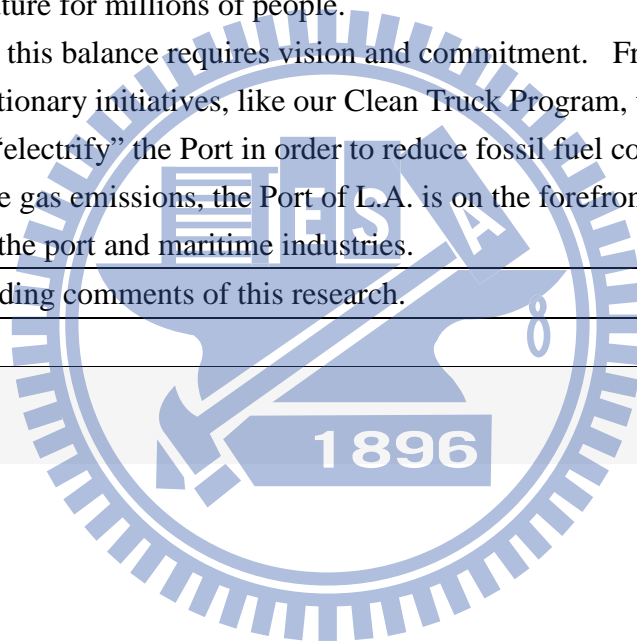 ture for millions of people.
this balance requires vision and commitment. Fr
tionary initiatives, like our Clean Truck Program,
“electrify” the Port in order to reduce fossil fuel co
e gas emissions, the Port of L.A. is on the forefron
the port and maritime industries.
ding comments of this research.
E S A
8
1896